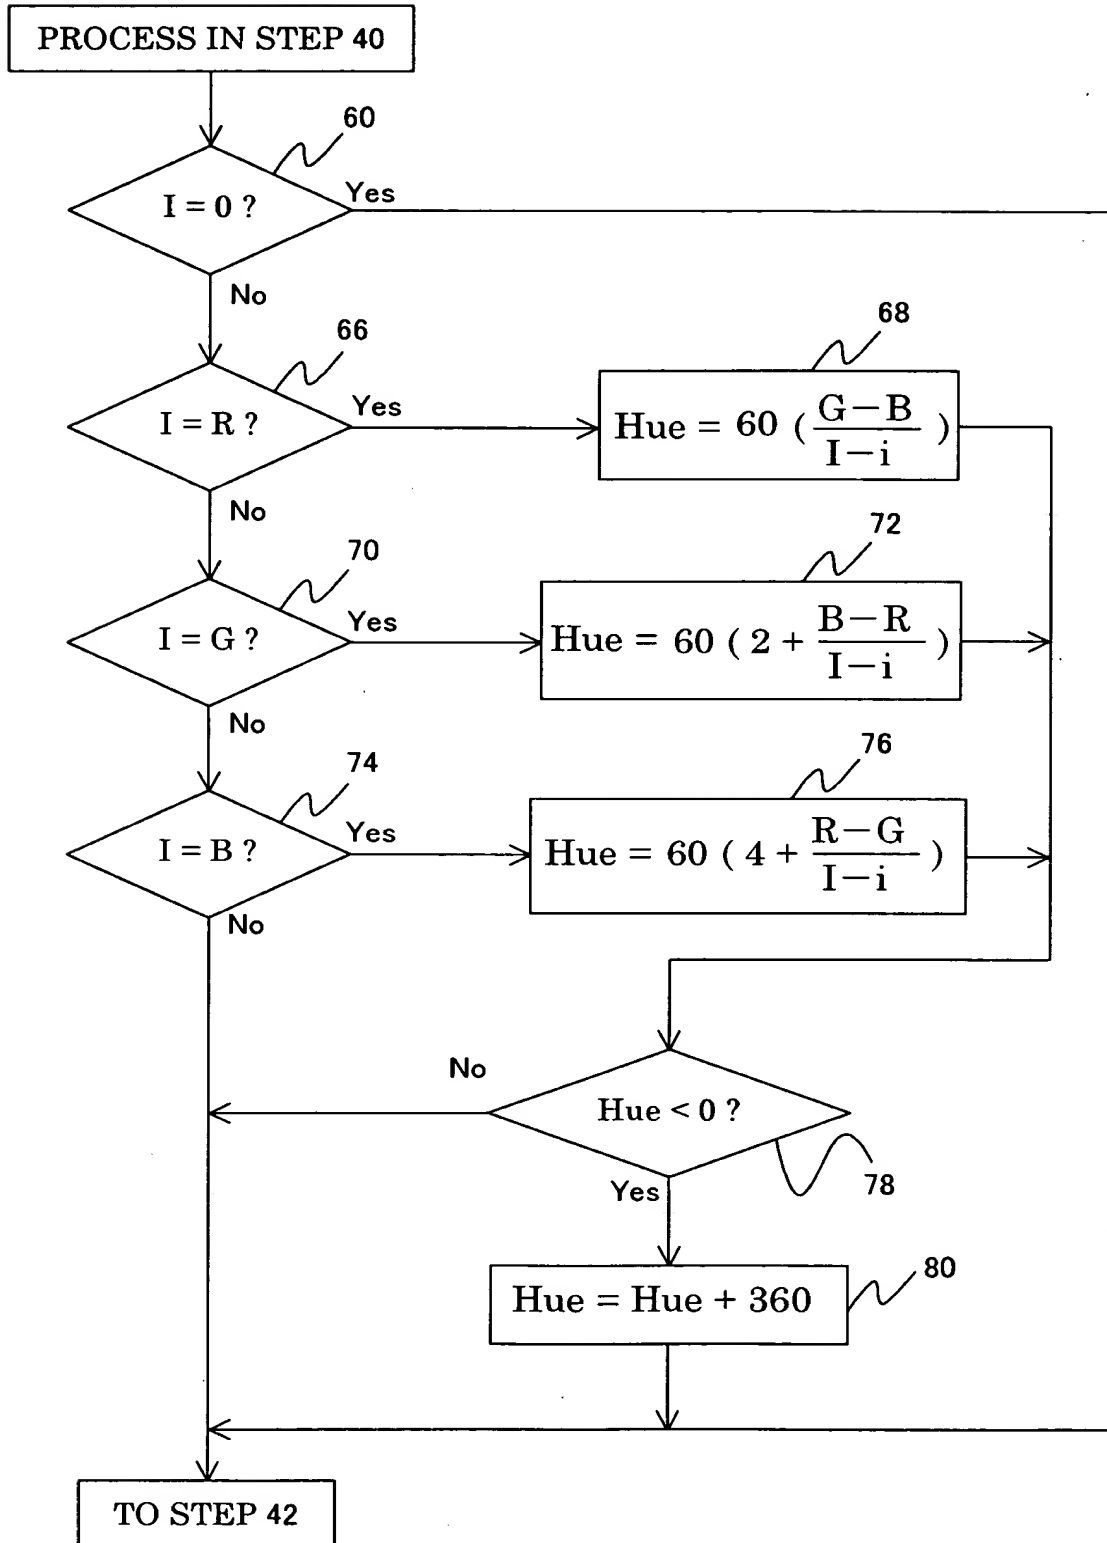 PROCESS IN STEP 40
60
I = 0 ?
Yes
No
66
I = R ?
Yes
68
Hue = 60 ( G−B / I−i )
No
70
I = G ?
Yes
72
Hue = 60 ( 2 + B−R / I−i )
No
74
I = B ?
Yes
76
Hue = 60 ( 4 + R−G / I−i )
No
No
Hue < 0 ?
78
Yes
Hue = Hue + 360
80
TO STEP 42